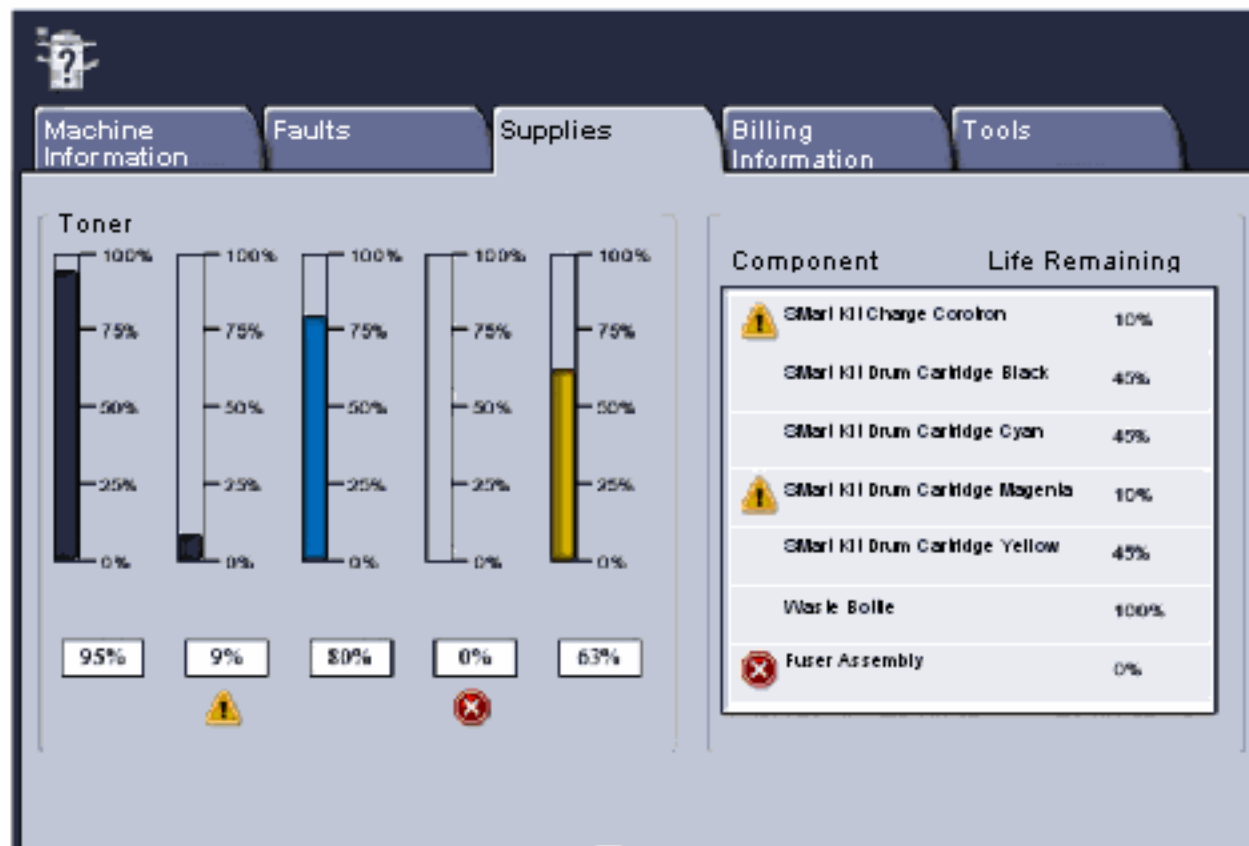 ?
Machine
Information
Faults
Supplies
Billing
Information
Tools
Toner
100%
75%
50%
25%
0%
100%
75%
50%
25%
0%
100%
75%
50%
25%
0%
100%
75%
50%
25%
0%
100%
75%
50%
25%
0%
95%
9%
80%
0%
63%
Component Life Remaining
SMart Kit Charge Corotron 10%
SMart Kit Drum Cartridge Black 45%
SMart Kit Drum Cartridge Cyan 45%
SMart Kit Drum Cartridge Magenta 10%
SMart Kit Drum Cartridge Yellow 45%
Waste Bottle 100%
Fuser Assembly 0%